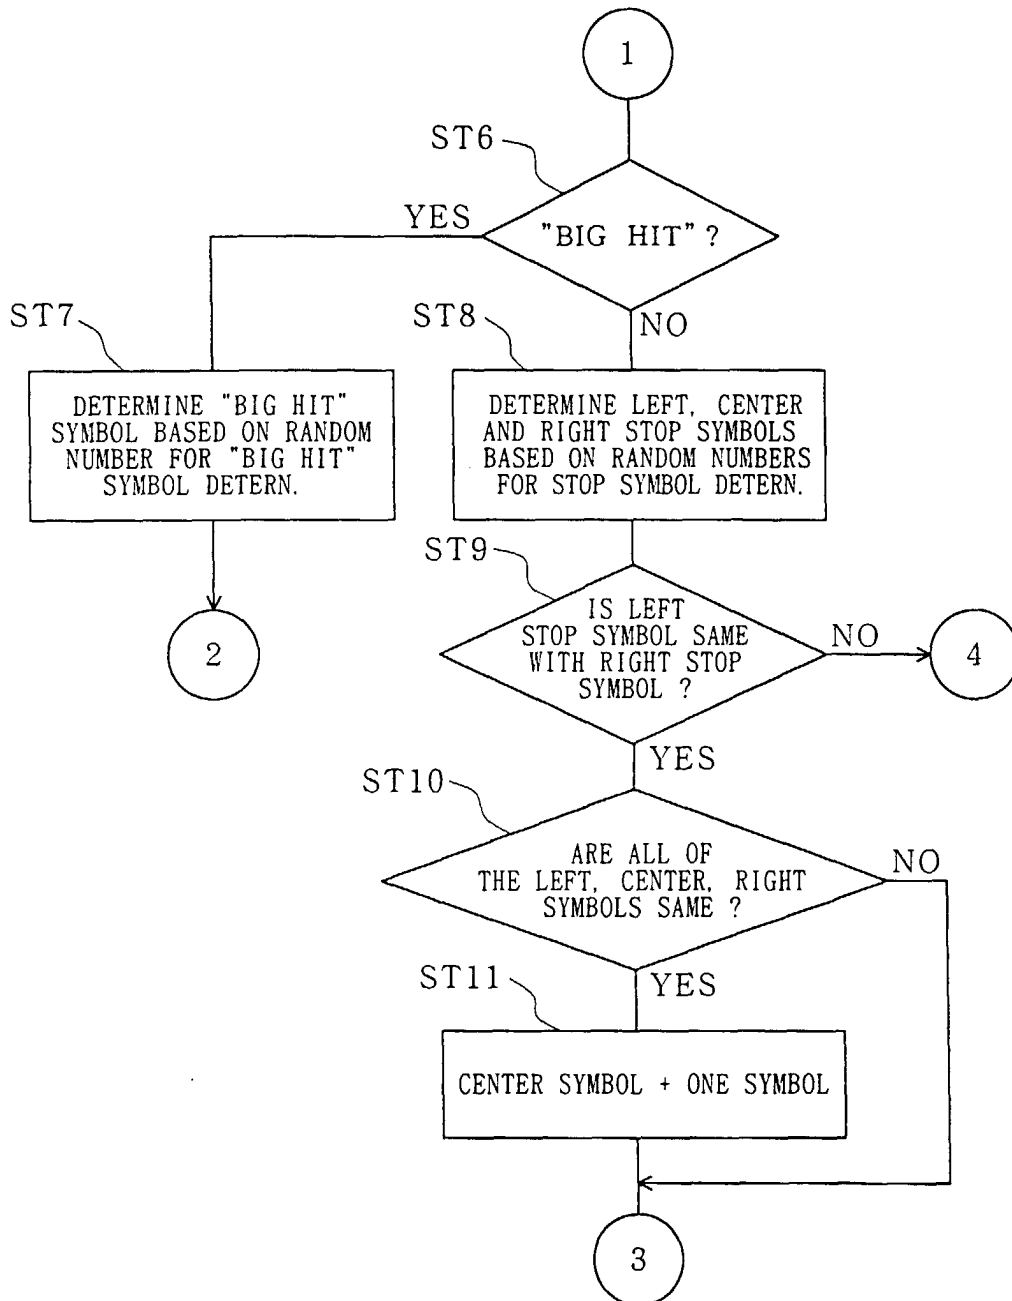 1
ST6
YES
"BIG HIT" ?
ST7
ST8
NO
DETERMINE "BIG HIT"
SYMBOL BASED ON RANDOM
NUMBER FOR "BIG HIT"
SYMBOL DETERN.
DETERMINE LEFT, CENTER
AND RIGHT STOP SYMBOLS
BASED ON RANDOM NUMBERS
FOR STOP SYMBOL DETERN.
ST9
IS LEFT
STOP SYMBOL SAME
WITH RIGHT STOP
SYMBOL ?
NO
2
4
YES
ST10
ARE ALL OF
THE LEFT, CENTER, RIGHT
SYMBOLS SAME ?
NO
ST11
YES
CENTER SYMBOL + ONE SYMBOL
3